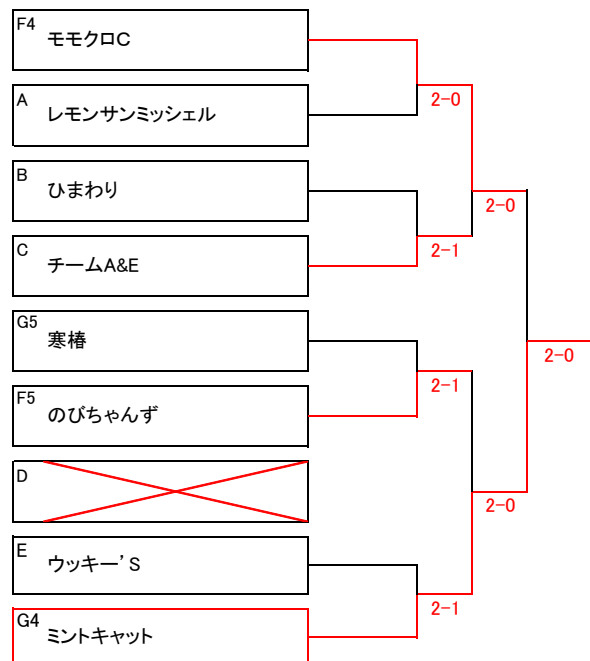 F4
モモクロC
A
レモンサンミッシェル
2-0
B
ひまわり
2-0
C
チームA&E
2-1
G5
寒椿
2-0
F5
のびちゃんず
2-1
D
2-0
E
ウッキー’S
2-1
G4
ミントキャット